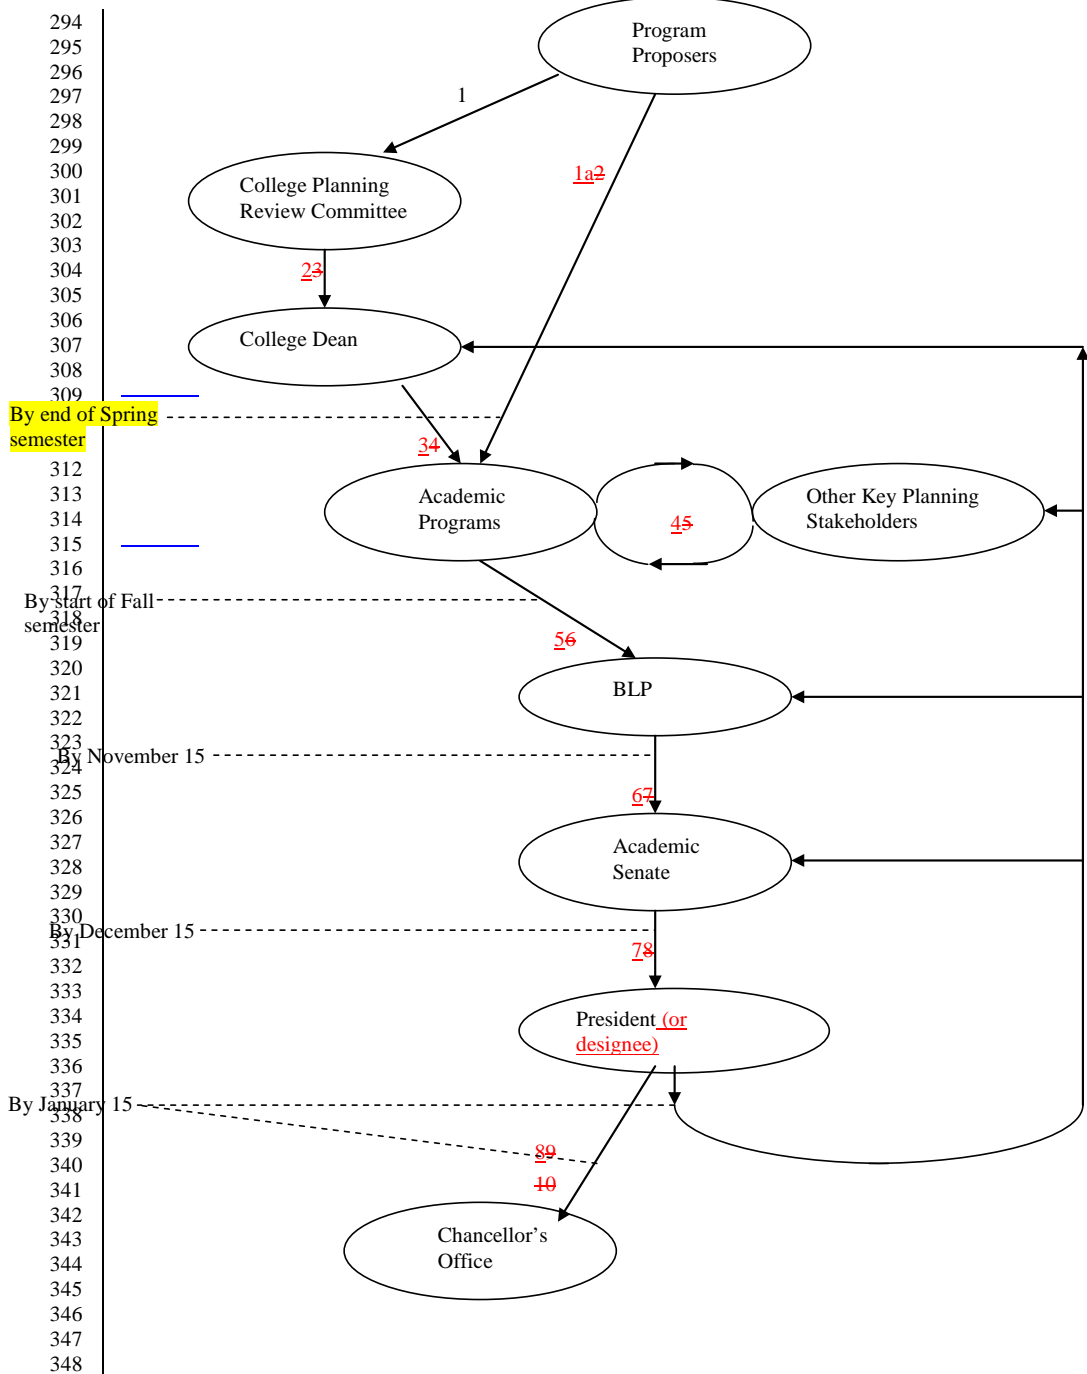 294
Program
295
Proposers
296
297
1
298
299
300
1a2
College Planning
301
Review Committee
302
303
304
23
305
306
College Dean
307
308
309
By end of Spring
semester
34
312
Academic
Other Key Planning
313
Programs
Stakeholders
314
45
315
316
317
By start of Fall
318
semester
319
56
320
321
BLP
322
323
By November 15
324
325
67
326
327
Academic
328
Senate
329
330
By December 15
331
78
332
333
334
President (or
335
designee)
336
337
By January 15
338
339
89
340
10
341
342
343
Chancellor’s
344
Office
345
346
347
348